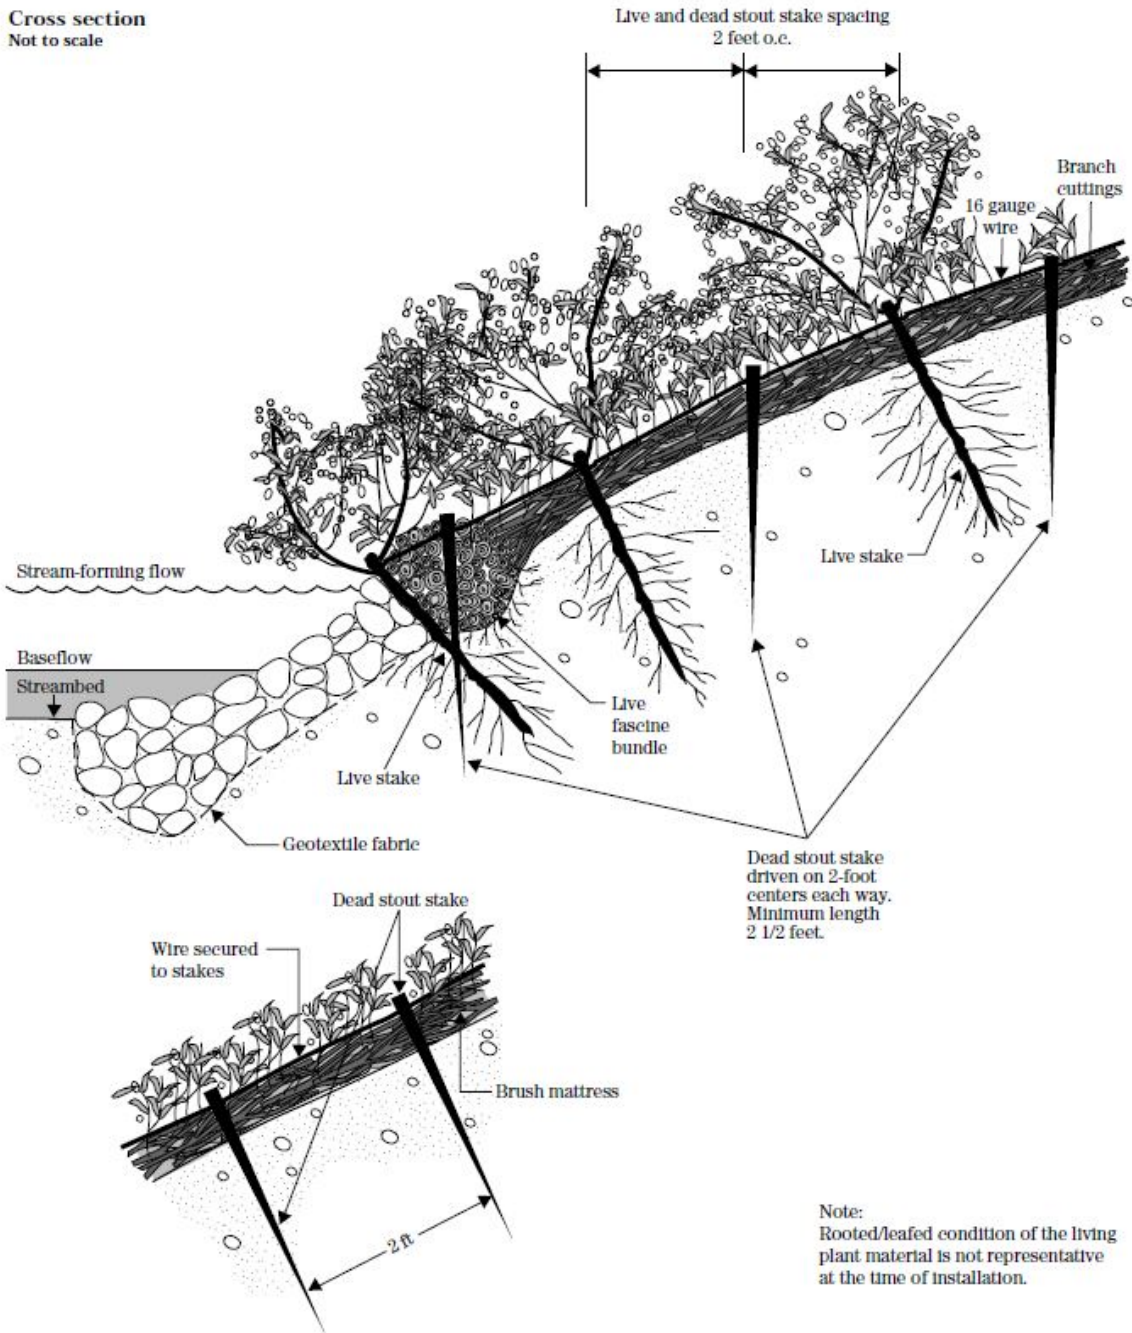 Cross section
Not to scale
Live and dead stout stake spacing
2 feet o.c.
Branch
cuttings
16 gauge
wire
Live stake
Stream-forming flow
Baseflow
Streambed
Live
fascine
bundle
Live stake
Geotextile fabric
Dead stout stake
driven on 2-foot
centers each way.
Minimum length
2 1/2 feet.
Dead stout stake
Wire secured
to stakes
Brush mattress
2 ft
Note:
Rooted/leafed condition of the living
plant material is not representative
at the time of installation.